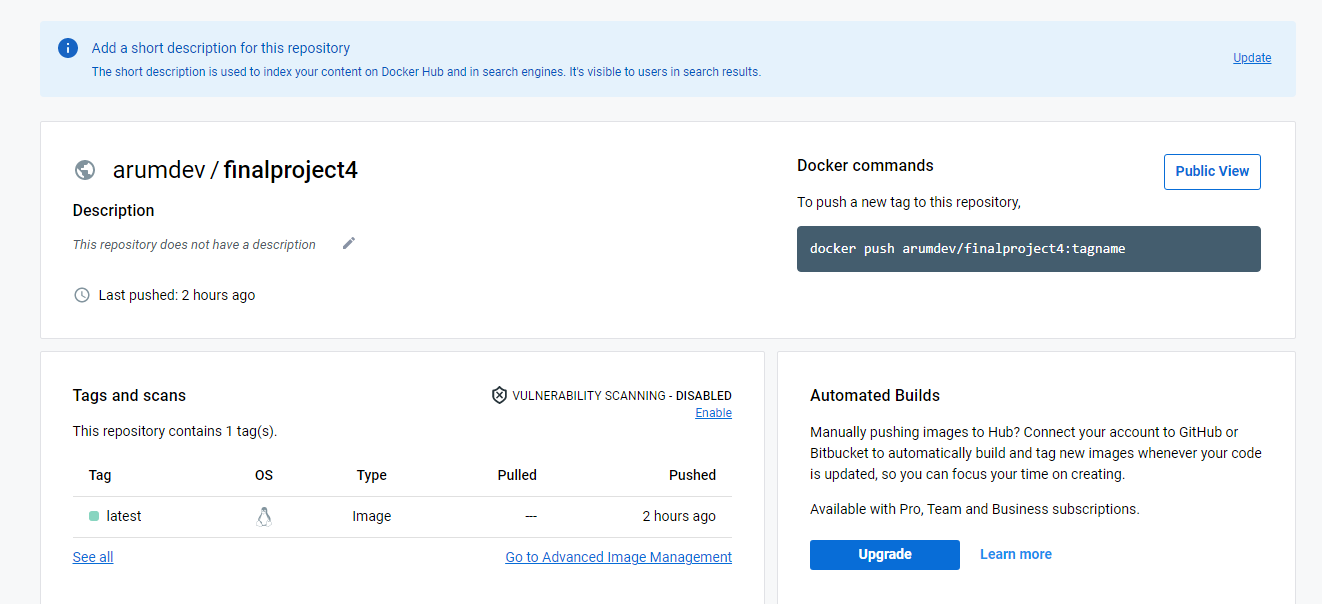 Add a short description for this repository
The short description is used to index your content on Docker Hub and in search engines. It's visible to users in search results.
Update
arumdev / finalproject4
Description
This repository does not have a description
Last pushed: 2 hours ago
Docker commands
Public View
To push a new tag to this repository,
docker push arumdev/finalproject4:tagname
Tags and scans
VULNERABILITY SCANNING - DISABLED
Enable
This repository contains 1 tag(s).
Tag OS Type Pulled Pushed
latest Image --- 2 hours ago
See all Go to Advanced Image Management
Automated Builds
Manually pushing images to Hub? Connect your account to GitHub or
Bitbucket to automatically build and tag new images whenever your code
is updated, so you can focus your time on creating.
Available with Pro, Team and Business subscriptions.
Upgrade Learn more